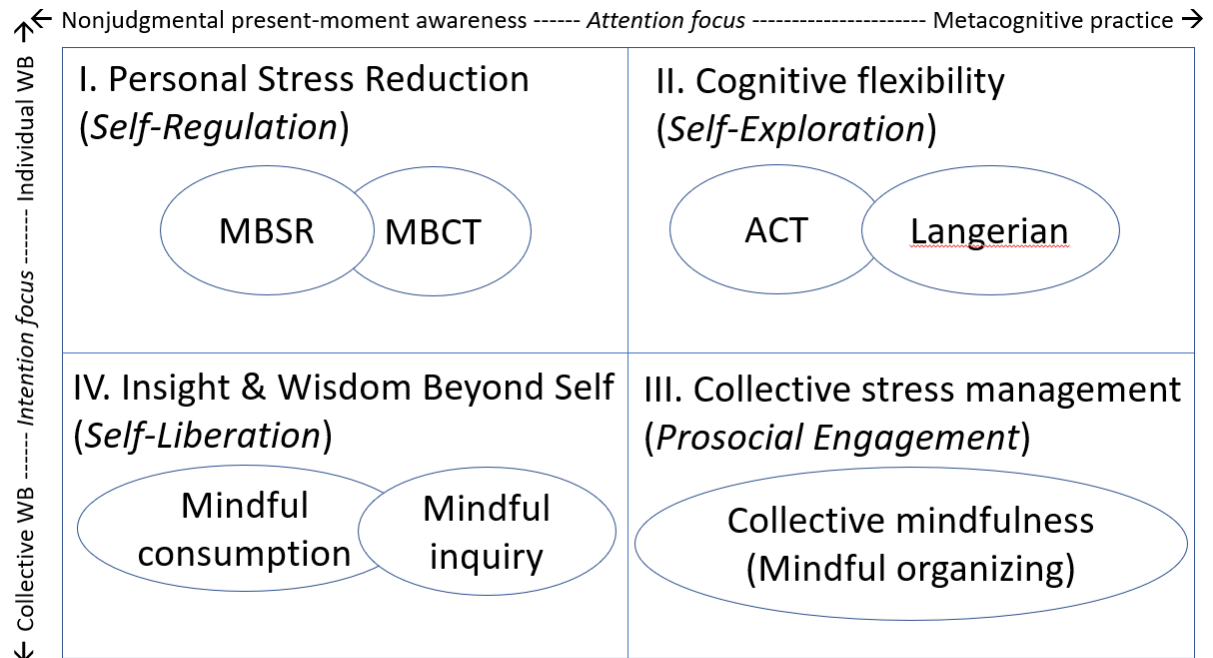 ← Nonjudgmental present-moment awareness ------ Attention focus ---------------------- Metacognitive practice →
← Collective WB ------ Intention focus -------- Individual WB →
I. Personal Stress Reduction
(Self-Regulation)
MBSR
MBCT
II. Cognitive flexibility
(Self-Exploration)
ACT
Langerian
IV. Insight & Wisdom Beyond Self
(Self-Liberation)
Mindful
consumption
Mindful
inquiry
III. Collective stress management
(Prosocial Engagement)
Collective mindfulness
(Mindful organizing)